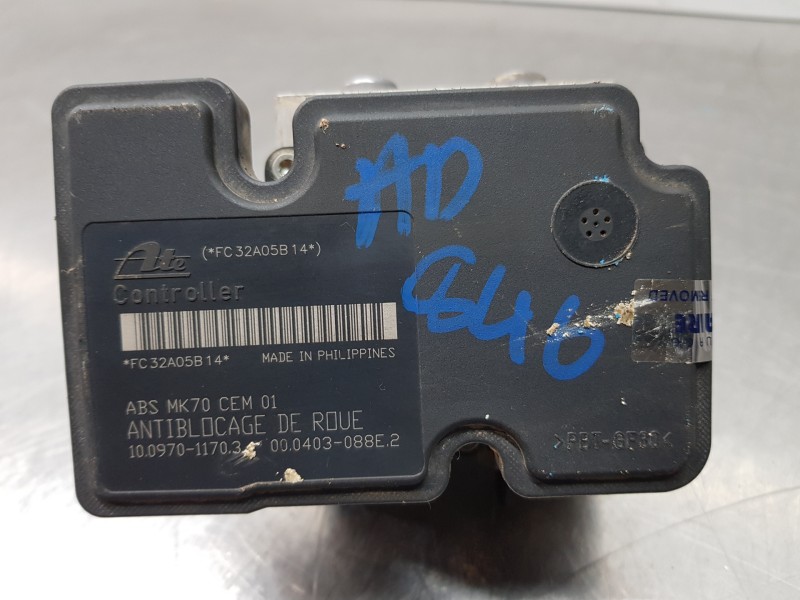 Ate (*FC32A05B14*)
Controller
*FC32A05B14* MADE IN PHILIPPINES
ABS MK70 CEM 01
ANTIBLOCAGE DE ROUE
10.0970-1170.3 00.0403-088E.2
AD
>PBT-GF30<